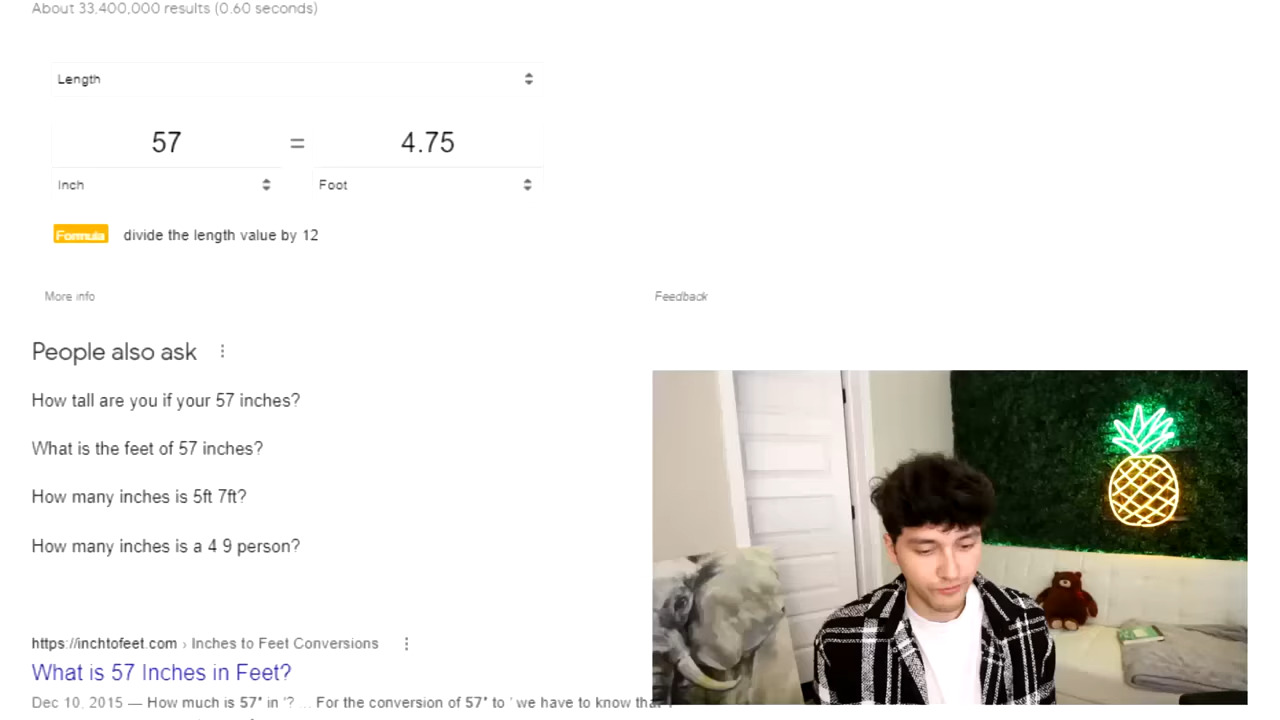 About 33,400,000 results (0.60 seconds)
Length
57 = 4.75
Inch Foot
Formula divide the length value by 12
More info Feedback
People also ask
How tall are you if your 57 inches?
What is the feet of 57 inches?
How many inches is 5ft 7ft?
How many inches is a 4 9 person?
https://inchtofeet.com › Inches to Feet Conversions
What is 57 Inches in Feet?
Dec 10, 2015 — How much is 57″ in ′? ... For the conversion of 57″ to ′ we have to know that